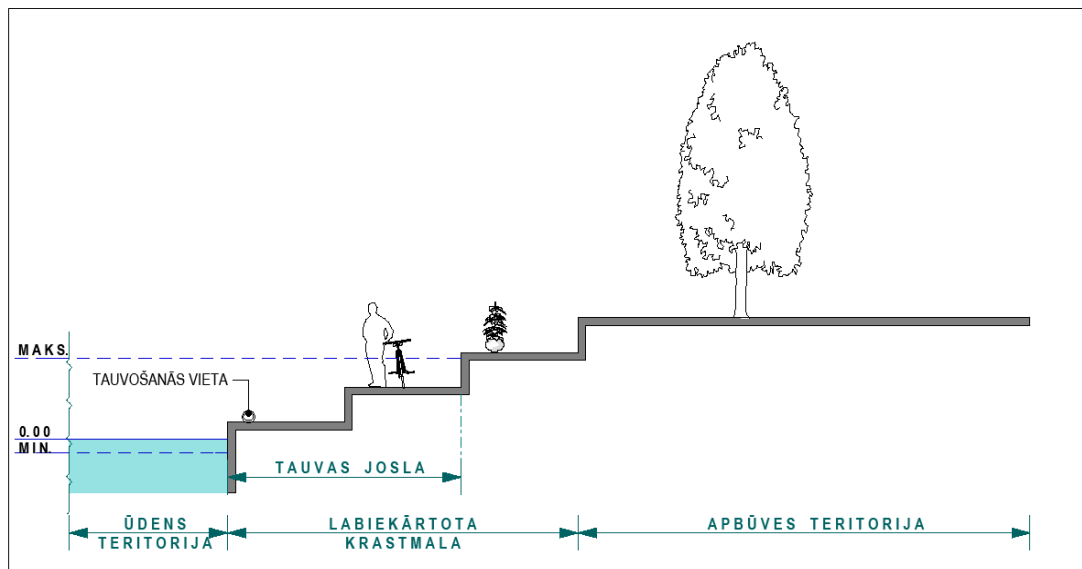 MAKS.
TAUVOŠANĀS VIETA
0.00
MIN.
TAUVAS JOSLA
ŪDENS
TERITORIJA
LABIEKĀRTOTA
KRASTMALA
APBŪVES TERITORIJA